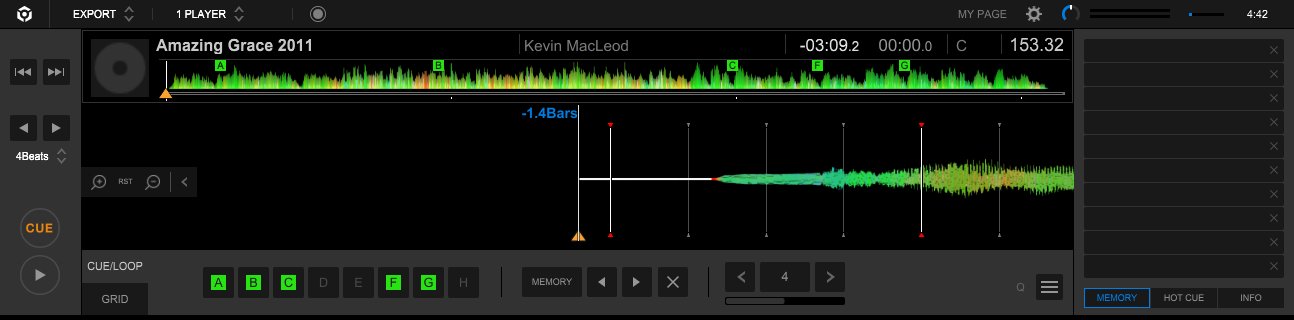 EXPORT 1 PLAYER MY PAGE 4:42
Amazing Grace 2011 Kevin MacLeod -03:09.2 00:00.0 C 153.32
A B C F G
-1.4Bars
4Beats
RST
CUE
CUE/LOOP
A B C D E F G H MEMORY 4 Q
GRID
MEMORY HOT CUE INFO